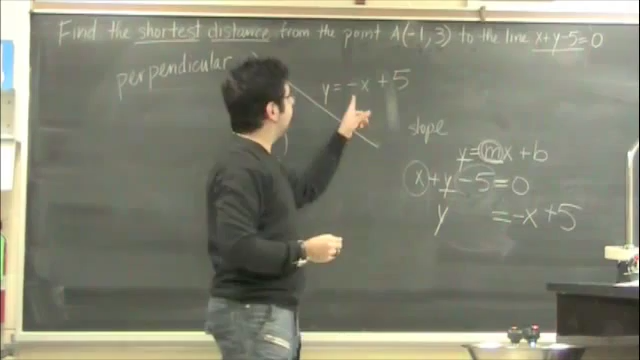 Find the shortest distance from the point A(-1, 3) to the line x+y-5=0
perpendicular
y = -x +5
slope
y = mx + b
x + y - 5 = 0
y = -x + 5